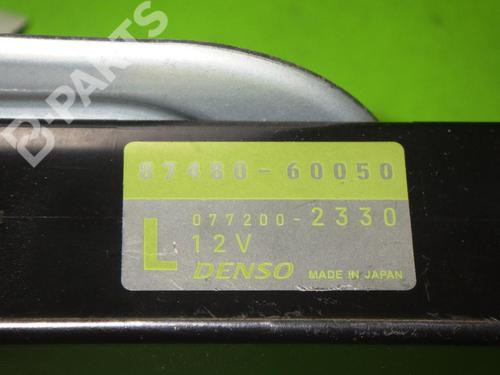 B-PARTS
87480-60050
077200-2330
12V
L
DENSO
MADE IN JAPAN